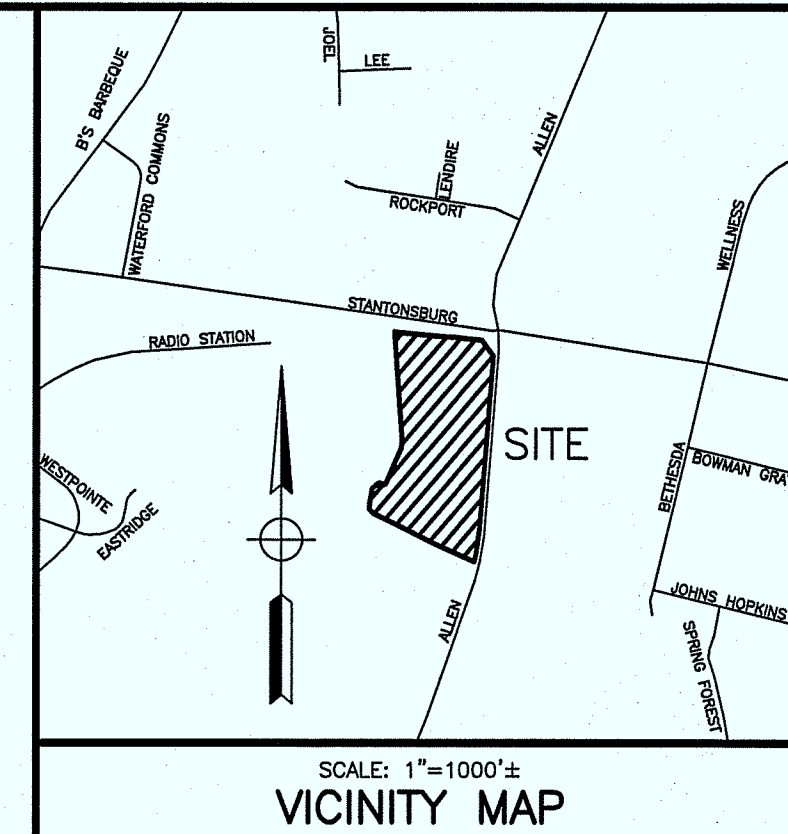 B'S BARBEQUE
WATERFORD COMMONS
JOEL
LEE
LENDIRE
ROCKPORT
ALLEN
WELLNESS
STANTONSBURG
RADIO STATION
SITE
WESTPOINTE
EASTRIDGE
BETHESDA
BOWMAN GRA
JOHNS HOPKINS
SPRING FOREST
ALLEN
SCALE: 1"=1000'±
VICINITY MAP